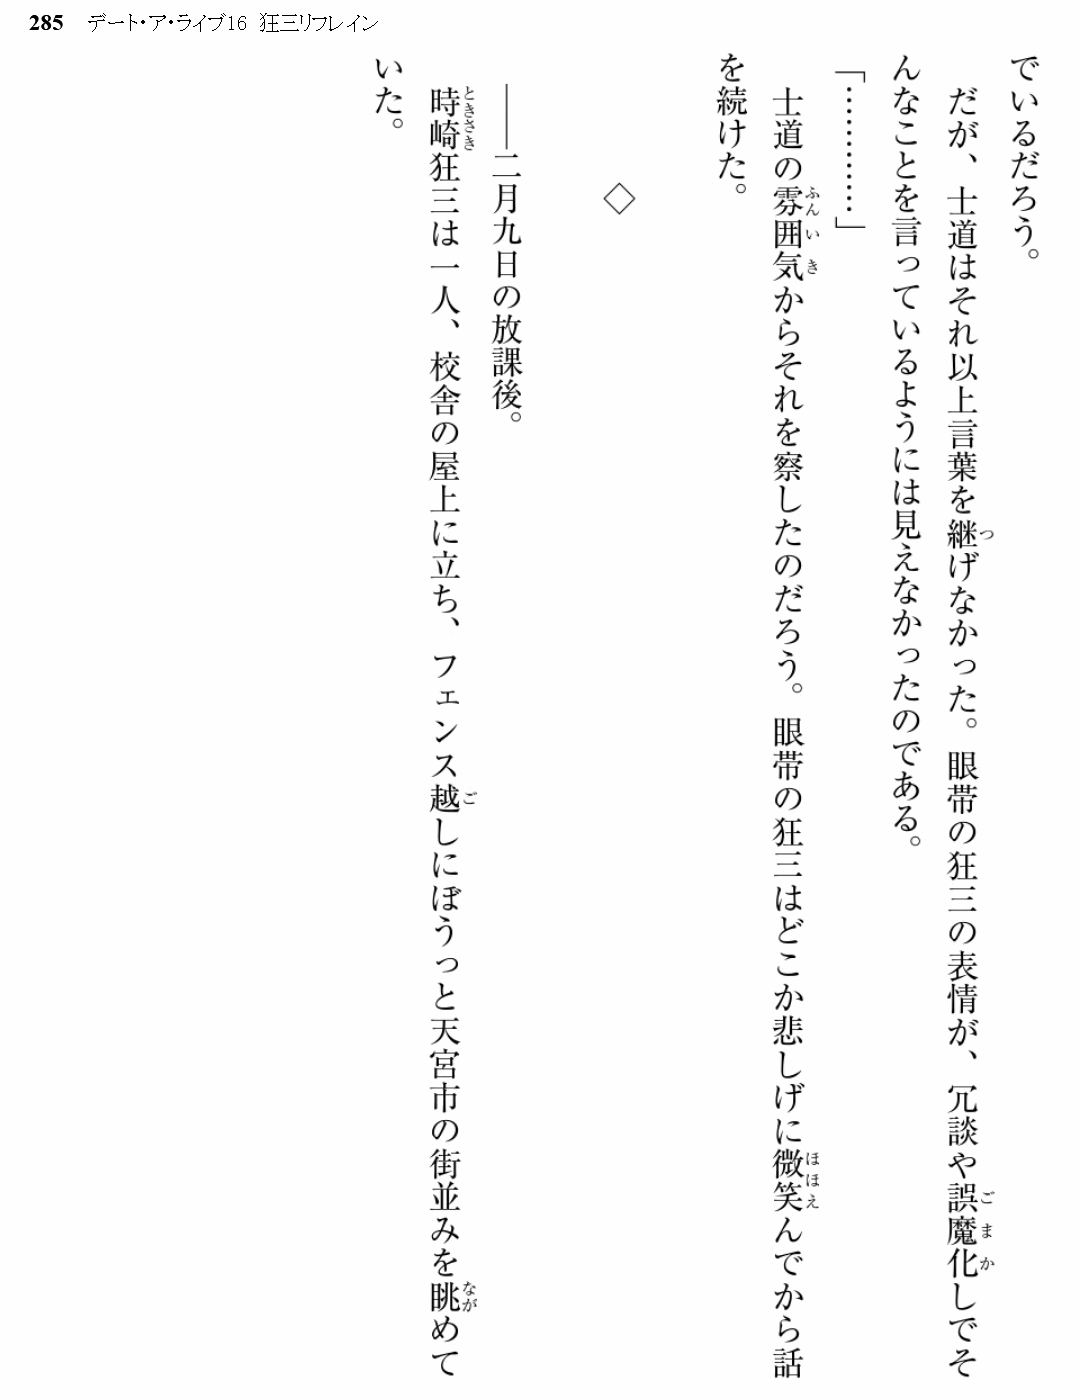 285 デート・ア・ライブ16 狂三リフレイン
でいるだろう。
だが、士道はそれ以上言葉を継げなかった。眼帯の狂三の表情が、冗談や誤魔化しでそ
んなことを言っているようには見えなかったのである。
「…………」
士道の雰囲気からそれを察したのだろう。眼帯の狂三はどこか悲しげに微笑んでから話
を続けた。
◇
――二月九日の放課後。
時崎狂三は一人、校舎の屋上に立ち、フェンス越しにぼうっと天宮市の街並みを眺めて
いた。